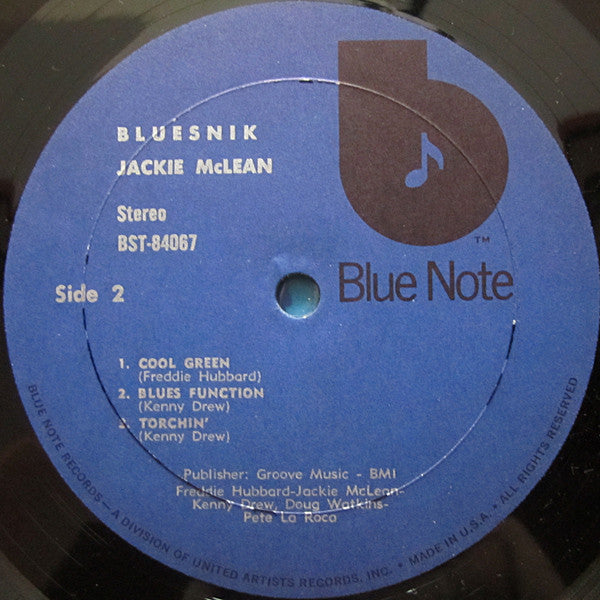 BLUESNIK
JACKIE McLEAN
Stereo
BST-84067
Side 2
b
TM
Blue Note
1. COOL GREEN
(Freddie Hubbard)
2. BLUES FUNCTION
(Kenny Drew)
3. TORCHIN'
(Kenny Drew)
Publisher: Groove Music - BMI
Freddie Hubbard-Jackie McLean-
Kenny Drew, Doug Watkins-
Pete La Roca
BLUE NOTE RECORDS—A DIVISION OF UNITED ARTISTS RECORDS, INC. • MADE IN U.S.A. • ALL RIGHTS RESERVED